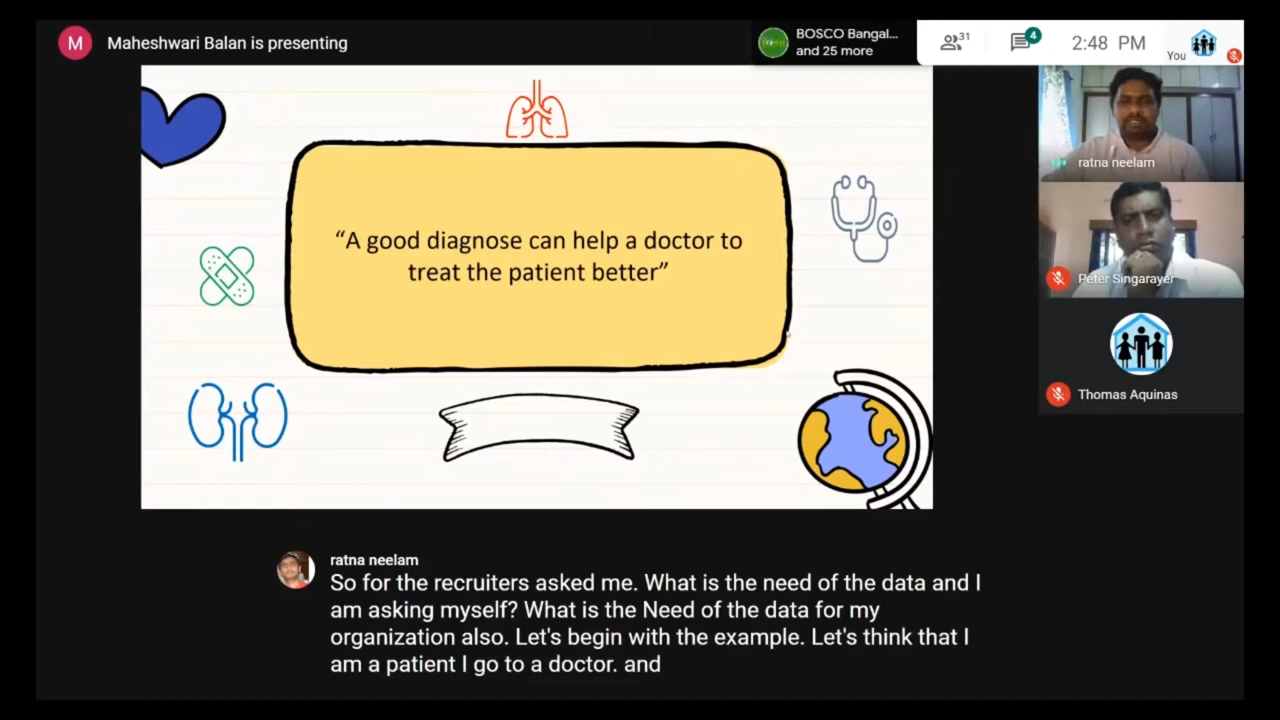 M
Maheshwari Balan is presenting
BOSCO Bangal...
and 25 more
31
4
2:48 PM
You
ratna neelam
Peter Singarayer
Thomas Aquinas
“A good diagnose can help a doctor to
treat the patient better”
ratna neelam
So for the recruiters asked me. What is the need of the data and I
am asking myself? What is the Need of the data for my
organization also. Let's begin with the example. Let's think that I
am a patient I go to a doctor. and